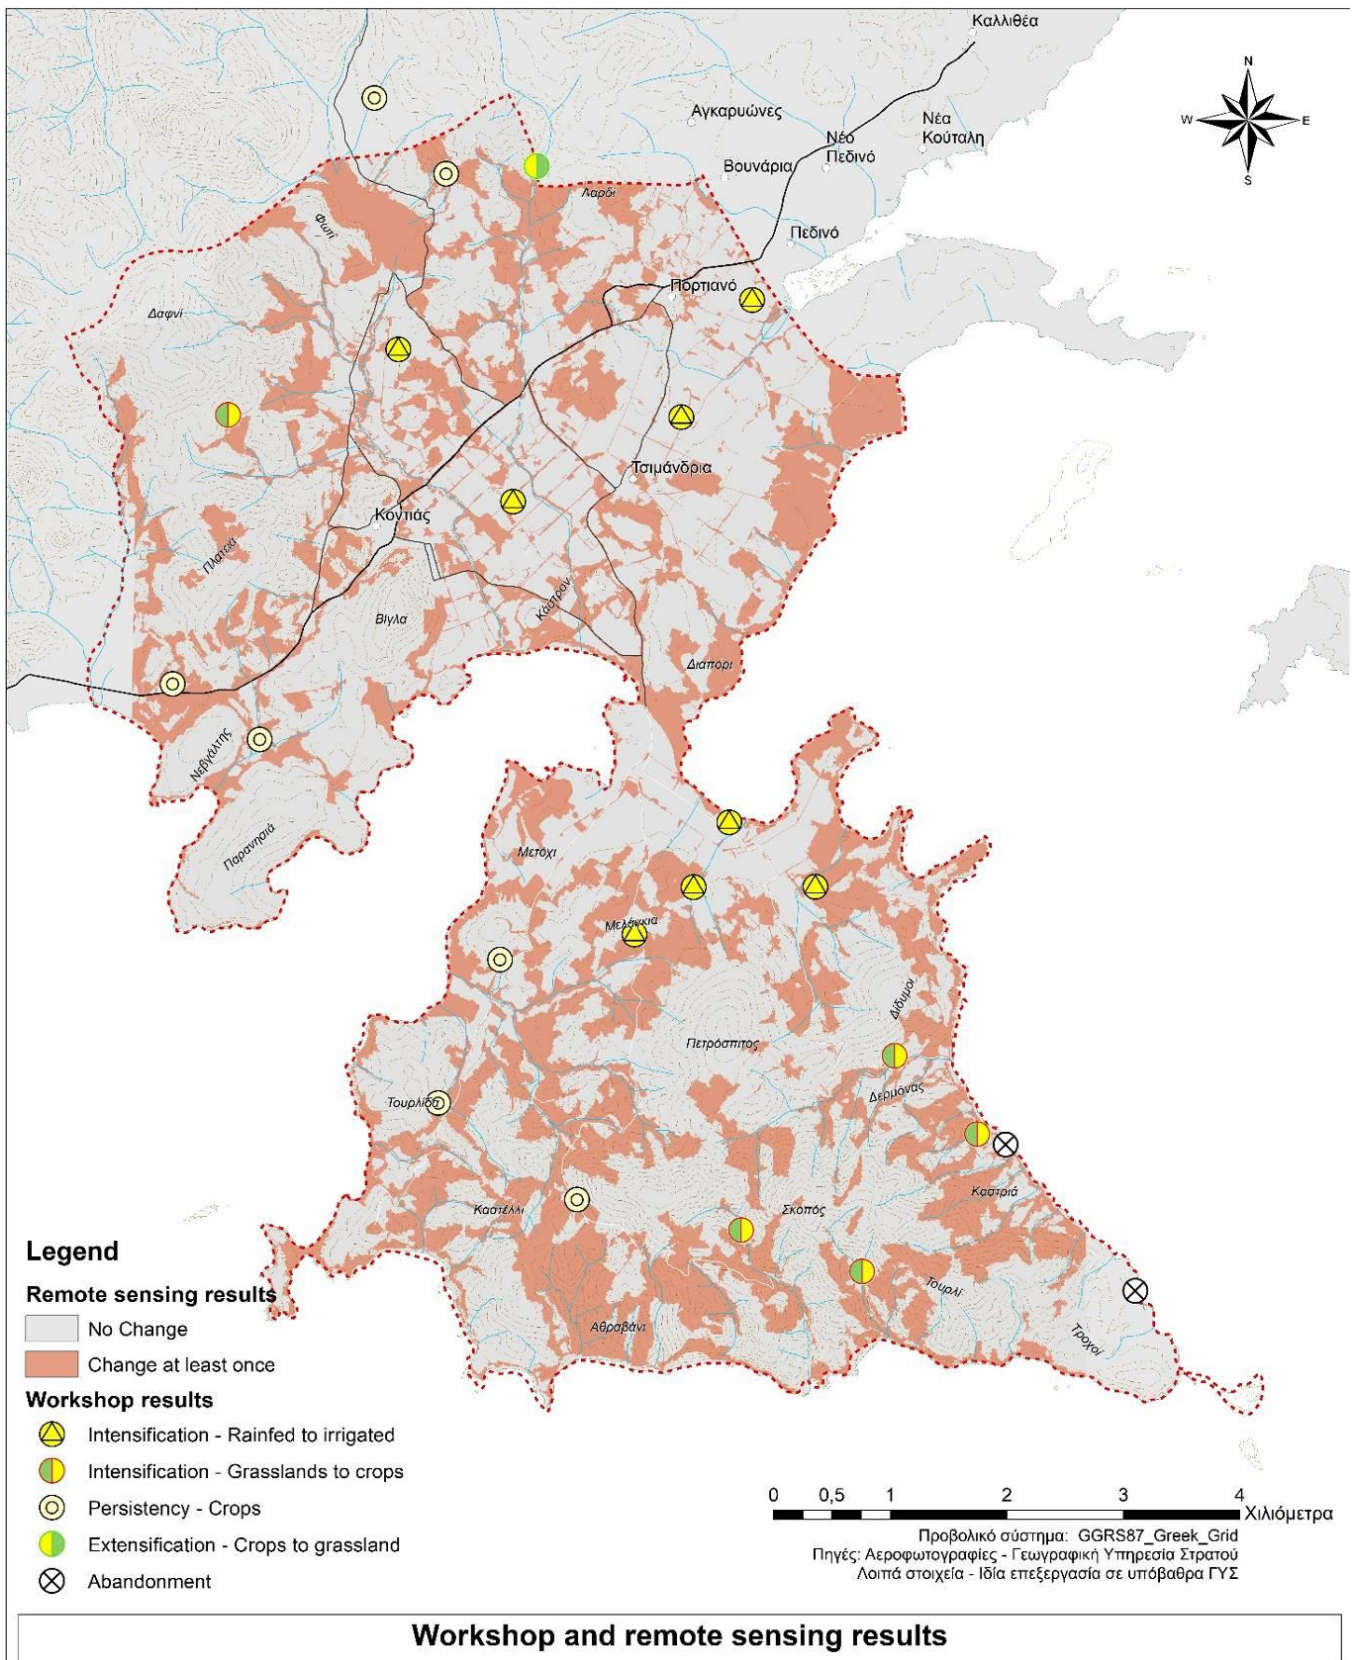 Καλλιθέα
N
W
E
S
Αγκαρυώνες
Νέα
Κούταλη
Νέο
Πεδινό
Βουνάρια
Λαρδί
Φωτί
Πεδινό
Πορτιανό
Δαφνί
Τσιμάνδρια
Κοντιάς
Πλατεία
Κάστρον
Βίγλα
Διαπόρι
Νεβγάλτης
Παρανησιά
Μετόχι
Μελάγκια
Δίδυμοι
Πετρόσπιτος
Δερμόνας
Τουρλίδα
Καστριά
Καστέλλι
Σκοπός
Τουρλί
Αθραβάνι
Τροχοί
Legend
Remote sensing results
No Change
Change at least once
Workshop results
Intensification - Rainfed to irrigated
Intensification - Grasslands to crops
Persistency - Crops
Extensification - Crops to grassland
Abandonment
0 0,5 1 2 3 4
Χιλιόμετρα
Προβολικό σύστημα: GGRS87_Greek_Grid
Πηγές: Αεροφωτογραφίες - Γεωγραφική Υπηρεσία Στρατού
Λοιπά στοιχεία - Ιδία επεξεργασία σε υπόβαθρα ΓΥΣ
Workshop and remote sensing results